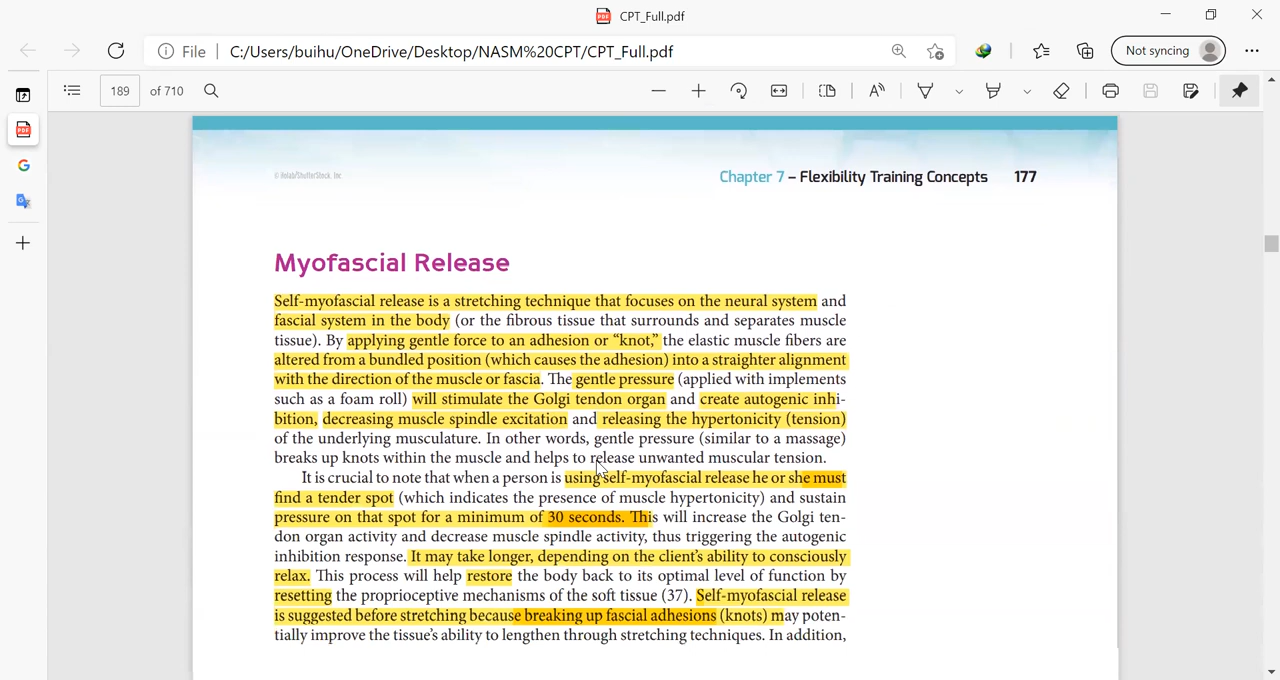 CPT_Full.pdf
File C:/Users/buihu/OneDrive/Desktop/NASM%20CPT/CPT_Full.pdf Not syncing
189 of 710
Chapter 7 – Flexibility Training Concepts 177
Myofascial Release
Self-myofascial release is a stretching technique that focuses on the neural system and
fascial system in the body (or the fibrous tissue that surrounds and separates muscle
tissue). By applying gentle force to an adhesion or “knot,” the elastic muscle fibers are
altered from a bundled position (which causes the adhesion) into a straighter alignment
with the direction of the muscle or fascia. The gentle pressure (applied with implements
such as a foam roll) will stimulate the Golgi tendon organ and create autogenic inhi-
bition, decreasing muscle spindle excitation and releasing the hypertonicity (tension)
of the underlying musculature. In other words, gentle pressure (similar to a massage)
breaks up knots within the muscle and helps to release unwanted muscular tension.
It is crucial to note that when a person is using self-myofascial release he or she must
find a tender spot (which indicates the presence of muscle hypertonicity) and sustain
pressure on that spot for a minimum of 30 seconds. This will increase the Golgi ten-
don organ activity and decrease muscle spindle activity, thus triggering the autogenic
inhibition response. It may take longer, depending on the client’s ability to consciously
relax. This process will help restore the body back to its optimal level of function by
resetting the proprioceptive mechanisms of the soft tissue (37). Self-myofascial release
is suggested before stretching because breaking up fascial adhesions (knots) may poten-
tially improve the tissue’s ability to lengthen through stretching techniques. In addition,